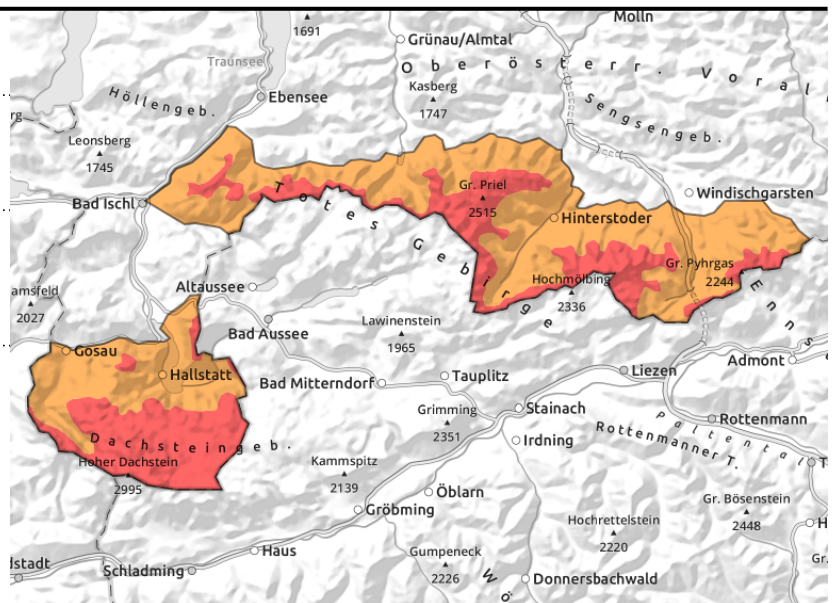 1691
Molln
Grünau/Almtal
Traunsee
Oberösterr. Voral
Kasberg
1747
Höllengeb.
Ebensee
Sengsengeb.
rg
Leonsberg
1745
Gr. Priel
2515
Windischgarsten
Bad Ischl
Totes Gebirge
Hinterstoder
Gr. Pyhrgas
2244
Hochmölbing
2336
Altaussee
amsfeld
2027
Enns
Bad Aussee
Lawinenstein
1965
Gosau
Admont
Hallstatt
Bad Mitterndorf
Tauplitz
Liezen
Grimming
2351
Stainach
Paltental
Rottenmann
Rottenmanner T.
Irdning
Dachsteingeb.
Hoher Dachstein
2995
Kammspitz
2139
T
Öblarn
Gr. Bösenstein
2448
Gröbming
Hochrettelstein
2220
H
Haus
Gumpeneck
2226
Gr.
dstadt
Schladming
Wö
Donnersbachwald